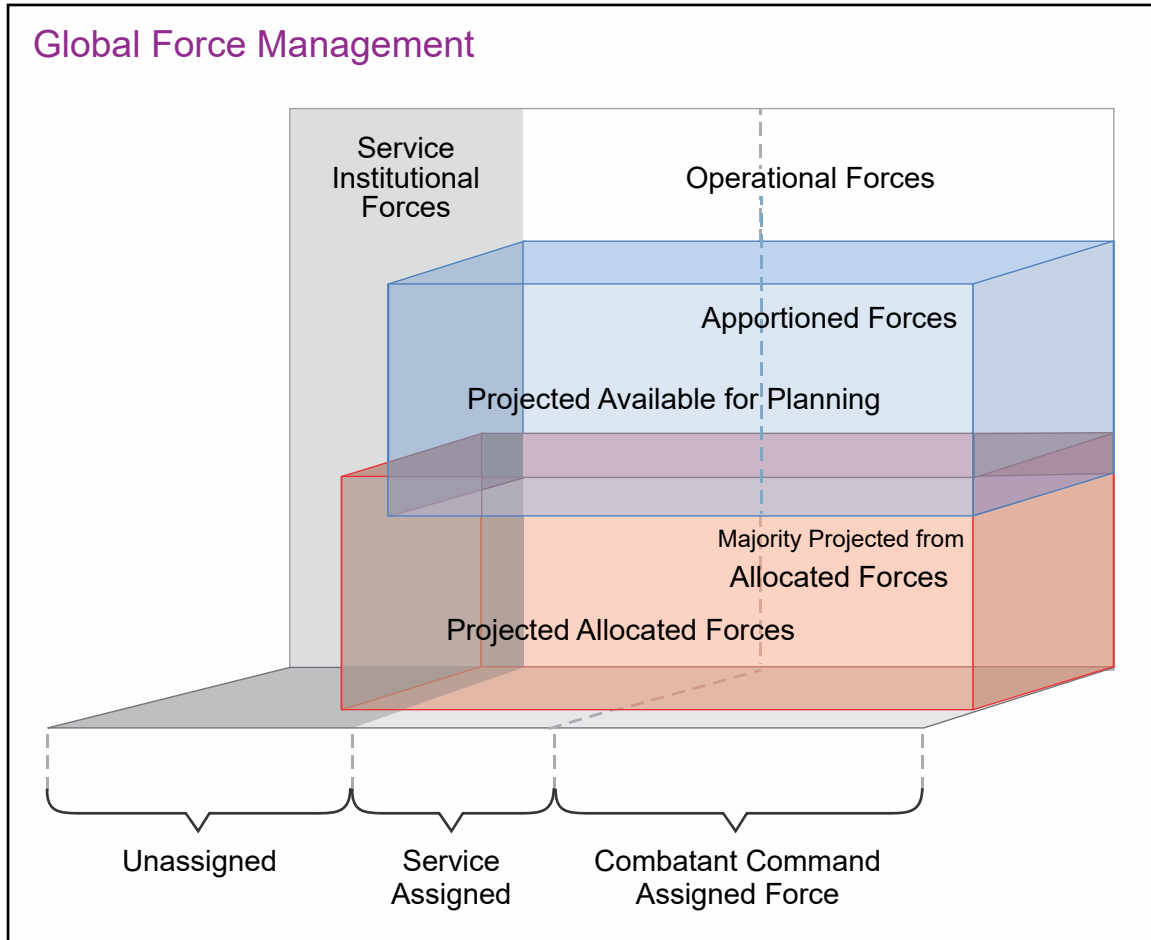 Global Force Management
Service
Institutional
Forces
Operational Forces
Apportioned Forces
Projected Available for Planning
Majority Projected from
Allocated Forces
Projected Allocated Forces
Unassigned
Service
Assigned
Combatant Command
Assigned Force